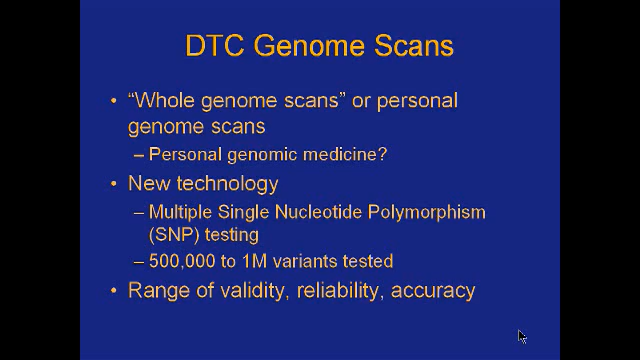 DTC Genome Scans
• “Whole genome scans” or personal
genome scans
– Personal genomic medicine?
• New technology
– Multiple Single Nucleotide Polymorphism
(SNP) testing
– 500,000 to 1M variants tested
• Range of validity, reliability, accuracy